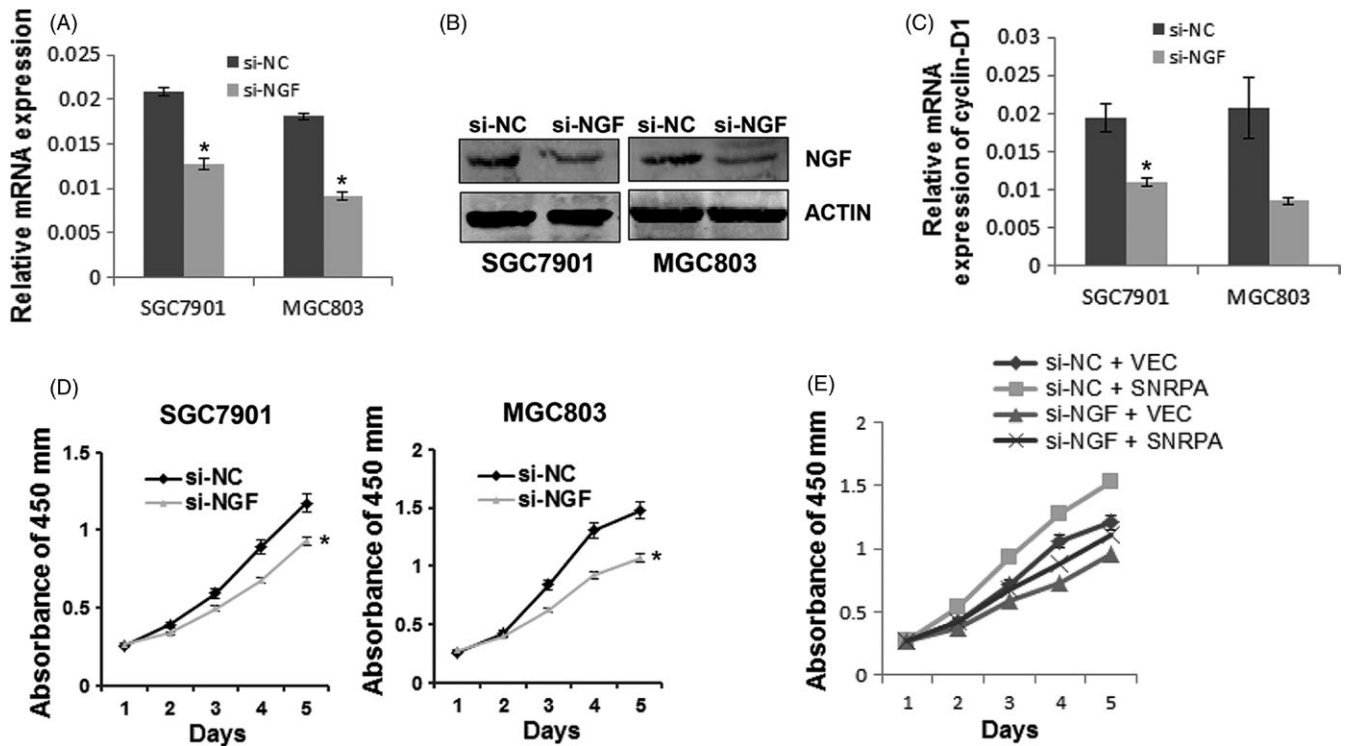 (A)
Relative mRNA expression
0.025
0.02
0.015
0.01
0.005
0
si-NC
si-NGF
*
*
SGC7901 MGC803
(B)
si-NC si-NGF si-NC si-NGF
NGF
ACTIN
SGC7901 MGC803
(C)
Relative mRNA
expression of cyclin-D1
0.03
0.025
0.02
0.015
0.01
0.005
0
si-NC
si-NGF
*
SGC7901 MGC803
(D)
SGC7901
Absorbance of 450 mm
1.5
1
0.5
0
si-NC
si-NGF
*
1 2 3 4 5
Days
MGC803
Absorbance of 450 mm
2
1.5
1
0.5
0
si-NC
si-NGF
*
1 2 3 4 5
Days
(E)
si-NC + VEC
si-NC + SNRPA
si-NGF + VEC
si-NGF + SNRPA
Absorbance of 450 mm
2
1.5
1
0.5
0
1 2 3 4 5
Days